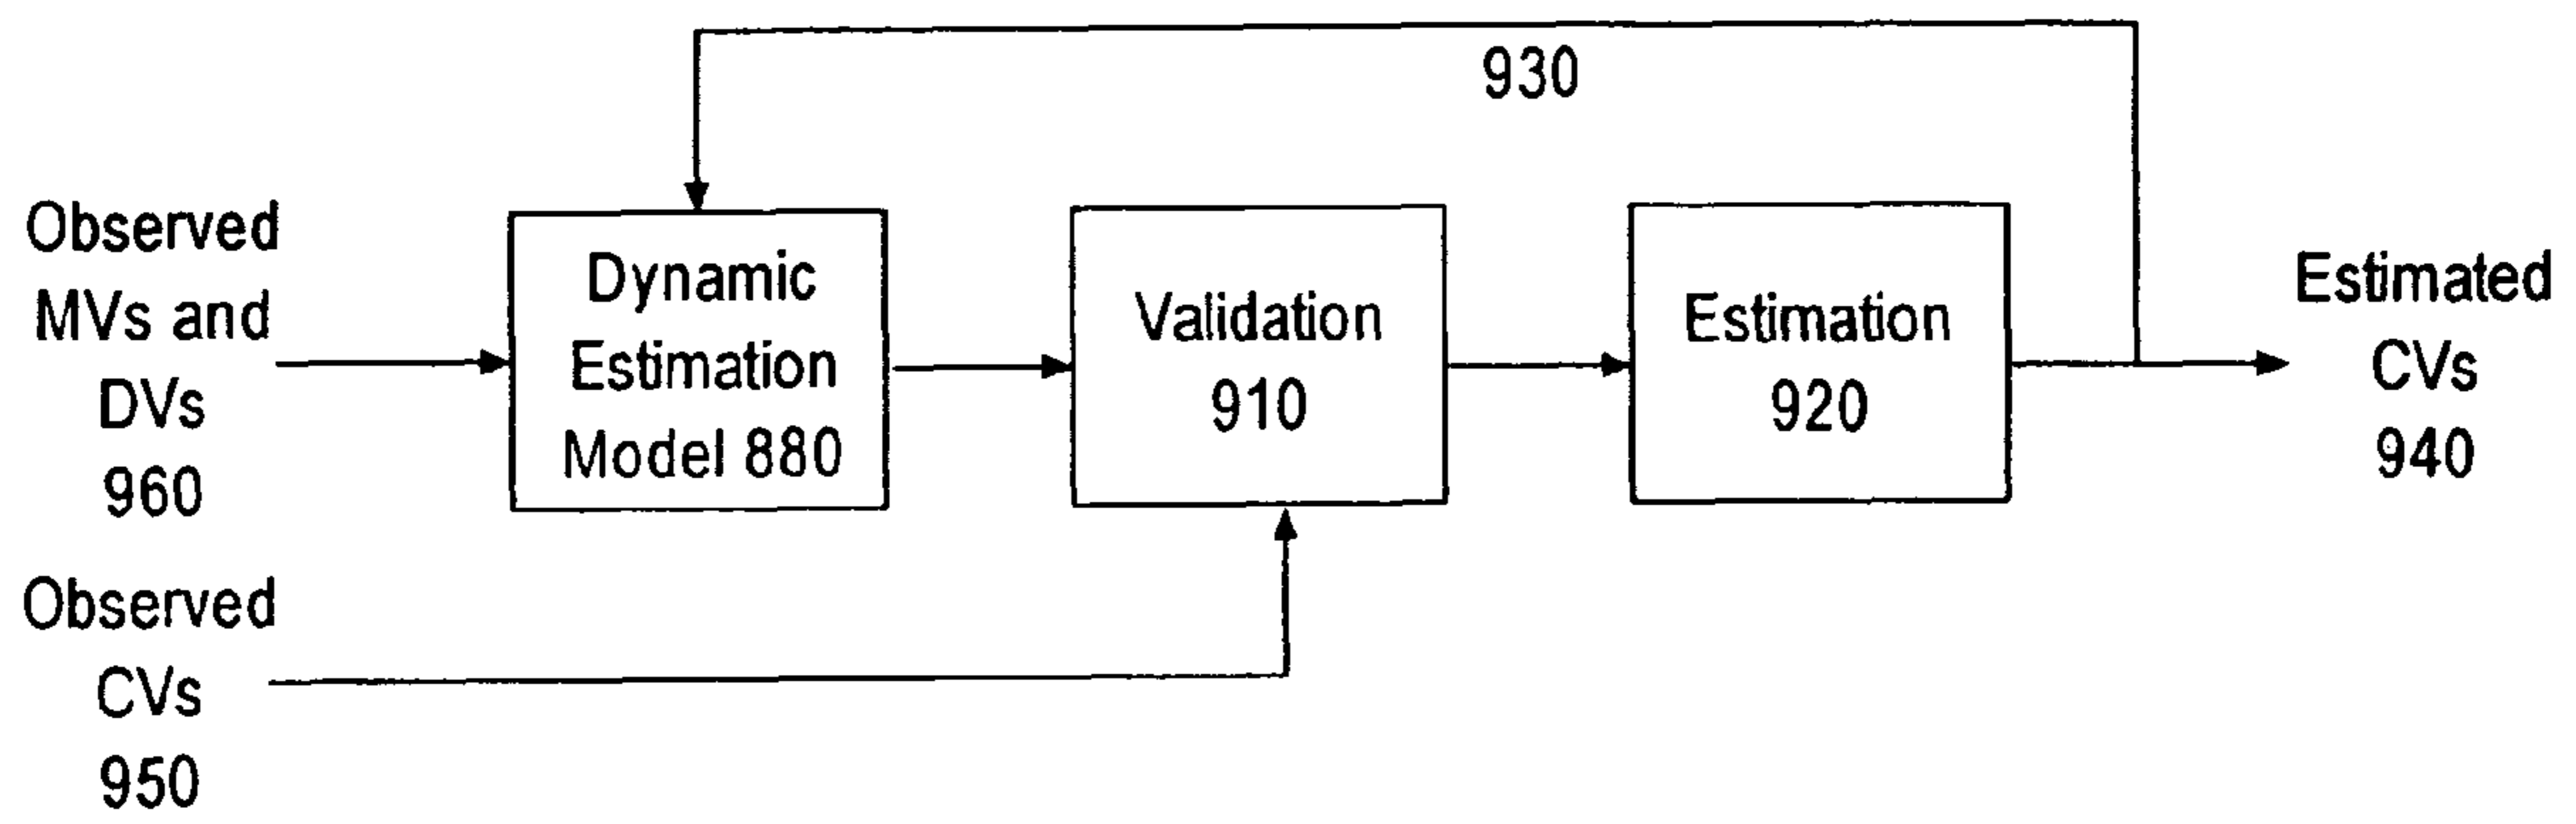 930
Observed
MVs and
DVs
960
Dynamic
Estimation
Model 880
Validation
910
Estimation
920
Estimated
CVs
940
Observed
CVs
950